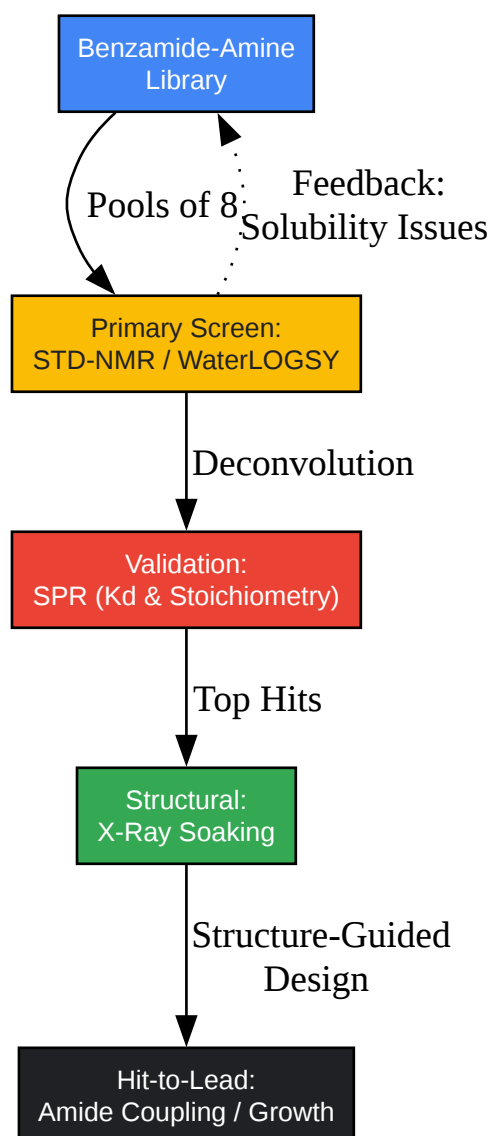 Benzamide-Amine
Library
Pools of 8
Feedback:
Solubility Issues
Primary Screen:
STD-NMR / WaterLOGSY
Deconvolution
Validation:
SPR (Kd & Stoichiometry)
Top Hits
Structural:
X-Ray Soaking
Structure-Guided
Design
Hit-to-Lead:
Amide Coupling / Growth